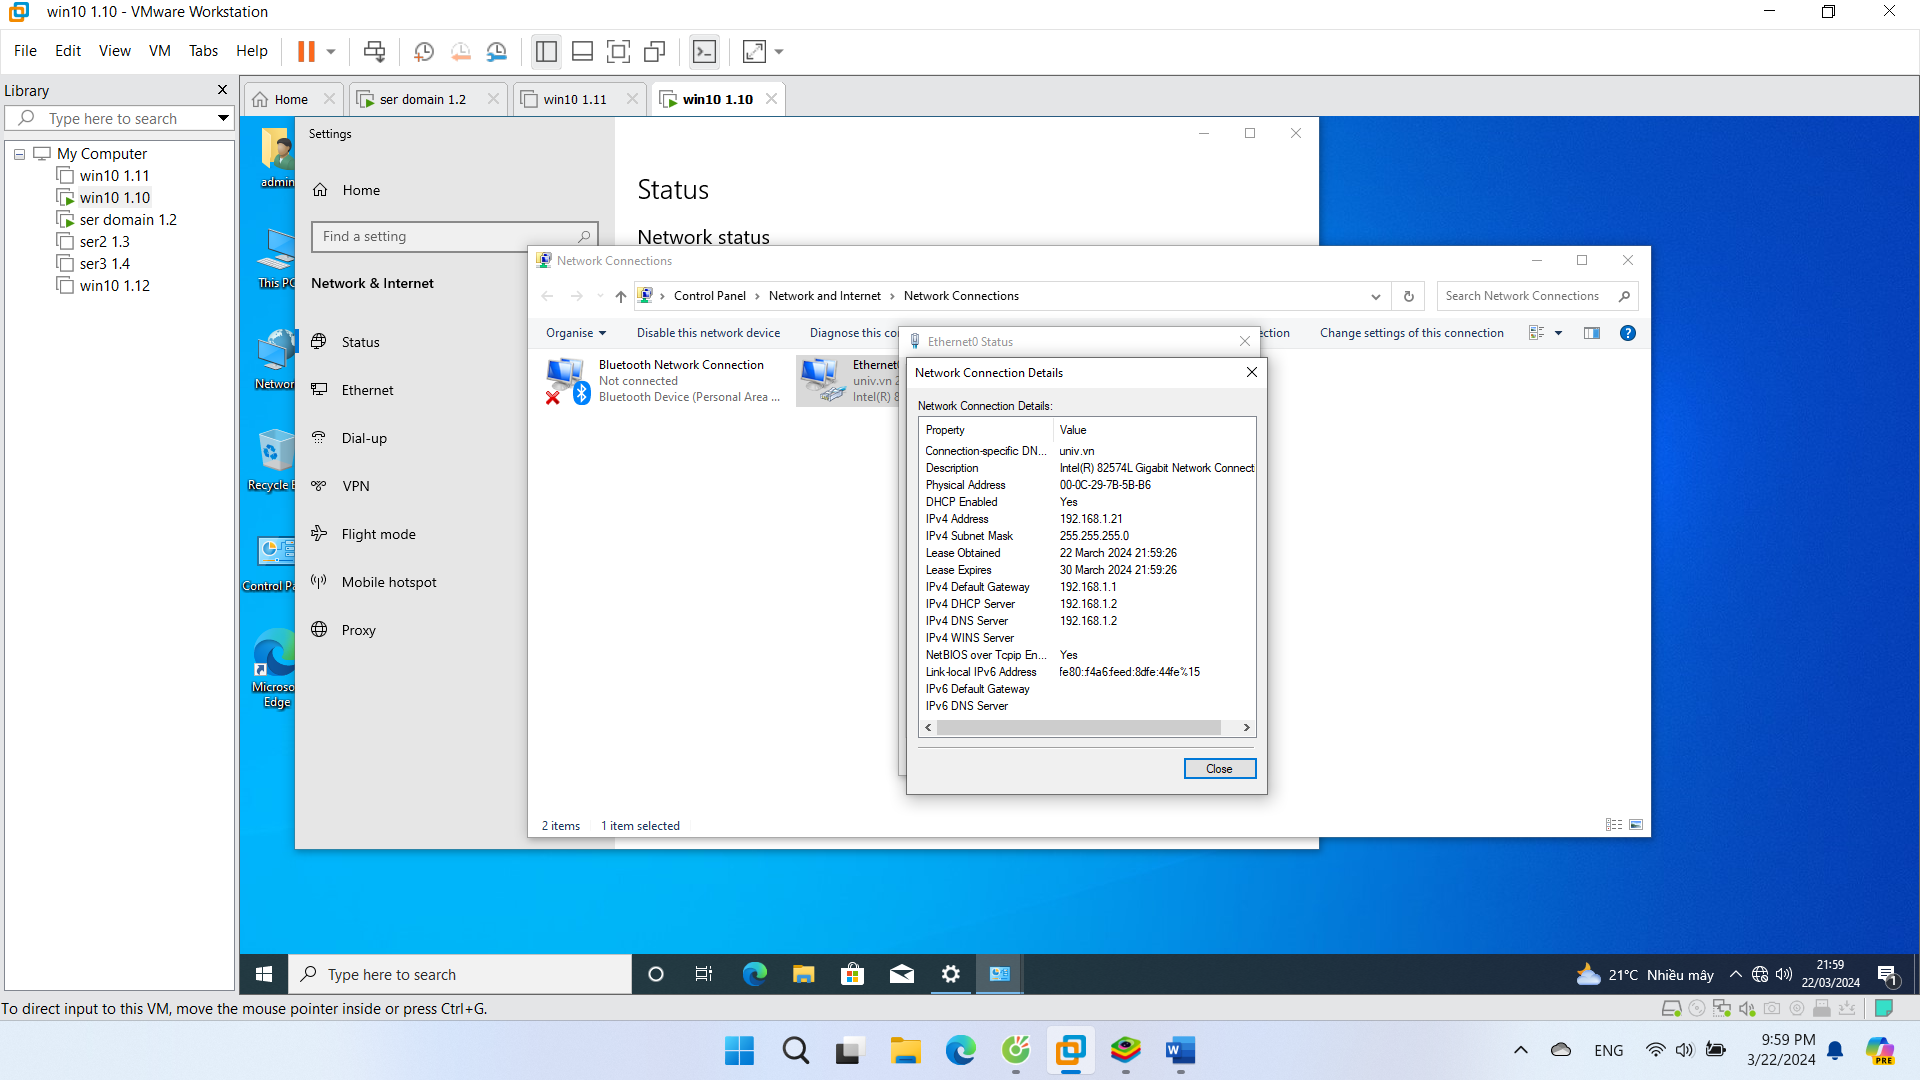 win10 1.10 - VMware Workstation
File Edit View VM Tabs Help
Library
Type here to search
My Computer
win10 1.11
win10 1.10
ser domain 1.2
ser2 1.3
ser3 1.4
win10 1.12
Home
ser domain 1.2
win10 1.11
win10 1.10
admin
This PC
Network
Recycle B
Control Pa
Microso
Edge
Settings
Home
Find a setting
Network & Internet
Status
Ethernet
Dial-up
VPN
Flight mode
Mobile hotspot
Proxy
Status
Network status
Network Connections
Control Panel > Network and Internet > Network Connections
Search Network Connections
Organise
Disable this network device
Diagnose this co
ction
Change settings of this connection
Bluetooth Network Connection
Not connected
Bluetooth Device (Personal Area ...
Ethernet
univ.vn 2
Intel(R) 8
2 items
1 item selected
Ethernet0 Status
Network Connection Details
Network Connection Details:
Property Value
Connection-specific DN... univ.vn
Description Intel(R) 82574L Gigabit Network Connecti
Physical Address 00-0C-29-7B-5B-B6
DHCP Enabled Yes
IPv4 Address 192.168.1.21
IPv4 Subnet Mask 255.255.255.0
Lease Obtained 22 March 2024 21:59:26
Lease Expires 30 March 2024 21:59:26
IPv4 Default Gateway 192.168.1.1
IPv4 DHCP Server 192.168.1.2
IPv4 DNS Server 192.168.1.2
IPv4 WINS Server
NetBIOS over Tcpip En... Yes
Link-local IPv6 Address fe80::f4a6:feed:8dfe:44fe%15
IPv6 Default Gateway
IPv6 DNS Server
Close
Type here to search
21°C Nhiều mây
21:59
22/03/2024
1
To direct input to this VM, move the mouse pointer inside or press Ctrl+G.
ENG
9:59 PM
3/22/2024
PRE